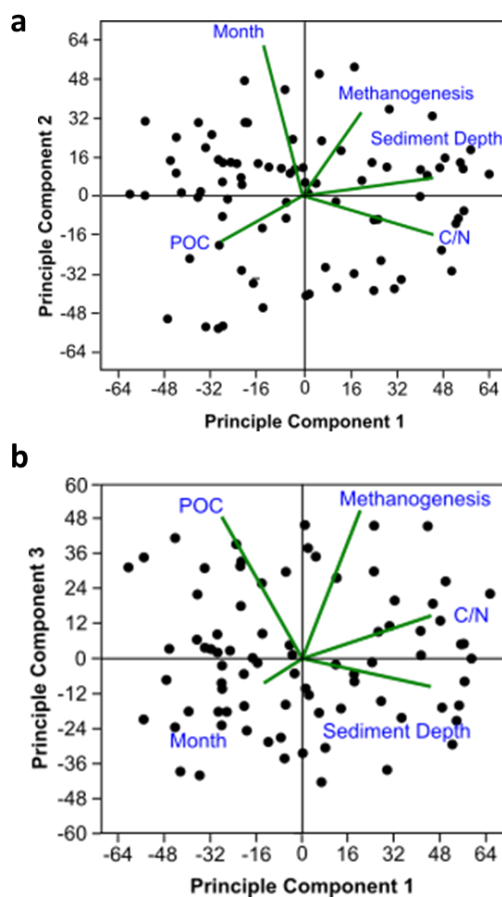 a
Month
Methanogenesis
Sediment Depth
C/N
POC
Principle Component 2
64
48
32
16
0
-16
-32
-48
-64
-64 -48 -32 -16 0 16 32 48 64
Principle Component 1
b
POC
Methanogenesis
C/N
Month
Sediment Depth
Principle Component 3
60
48
36
24
12
0
-12
-24
-36
-48
-60
-64 -48 -32 -16 0 16 32 48 64
Principle Component 1